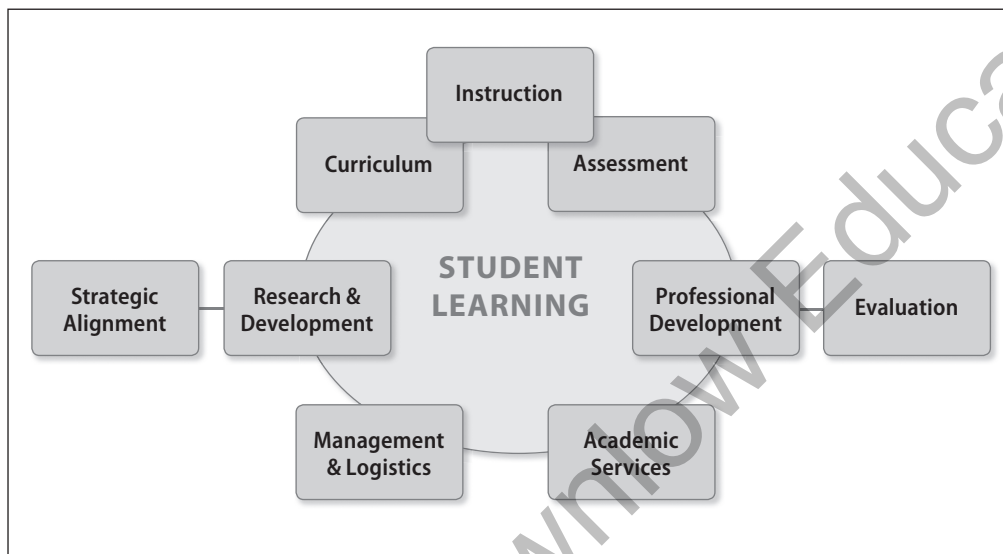 Instruction
Curriculum
Assessment
STUDENT
LEARNING
Strategic
Alignment
Research &
Development
Professional
Development
Evaluation
Management
& Logistics
Academic
Services